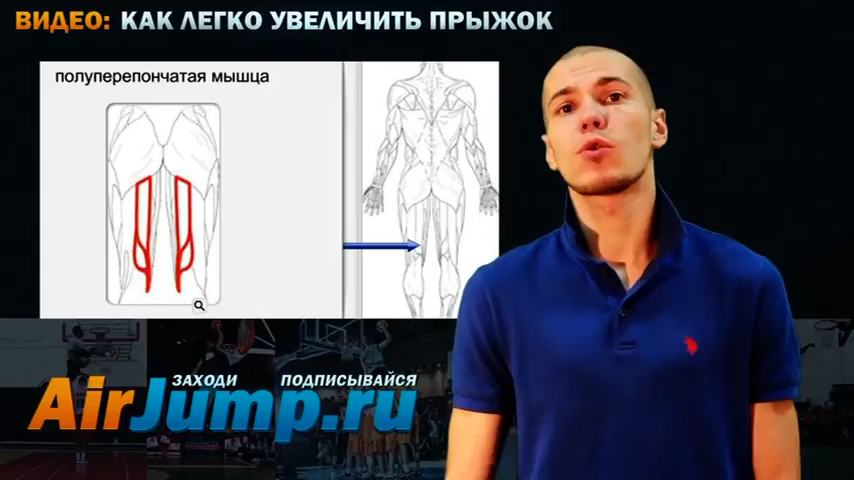 ВИДЕО: КАК ЛЕГКО УВЕЛИЧИТЬ ПРЫЖОК
полуперепончатая мышца
ЗАХОДИ ПОДПИСЫВАЙСЯ
AirJump.ru